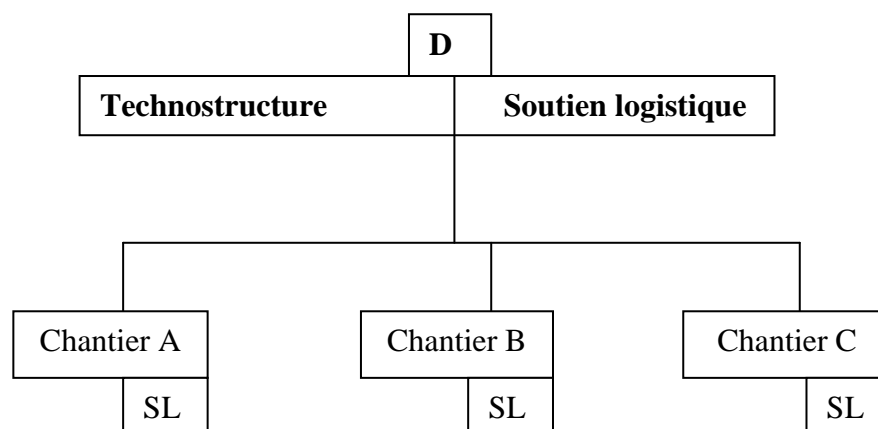 D
Technostructure Soutien logistique
Chantier A Chantier B Chantier C
SL SL SL